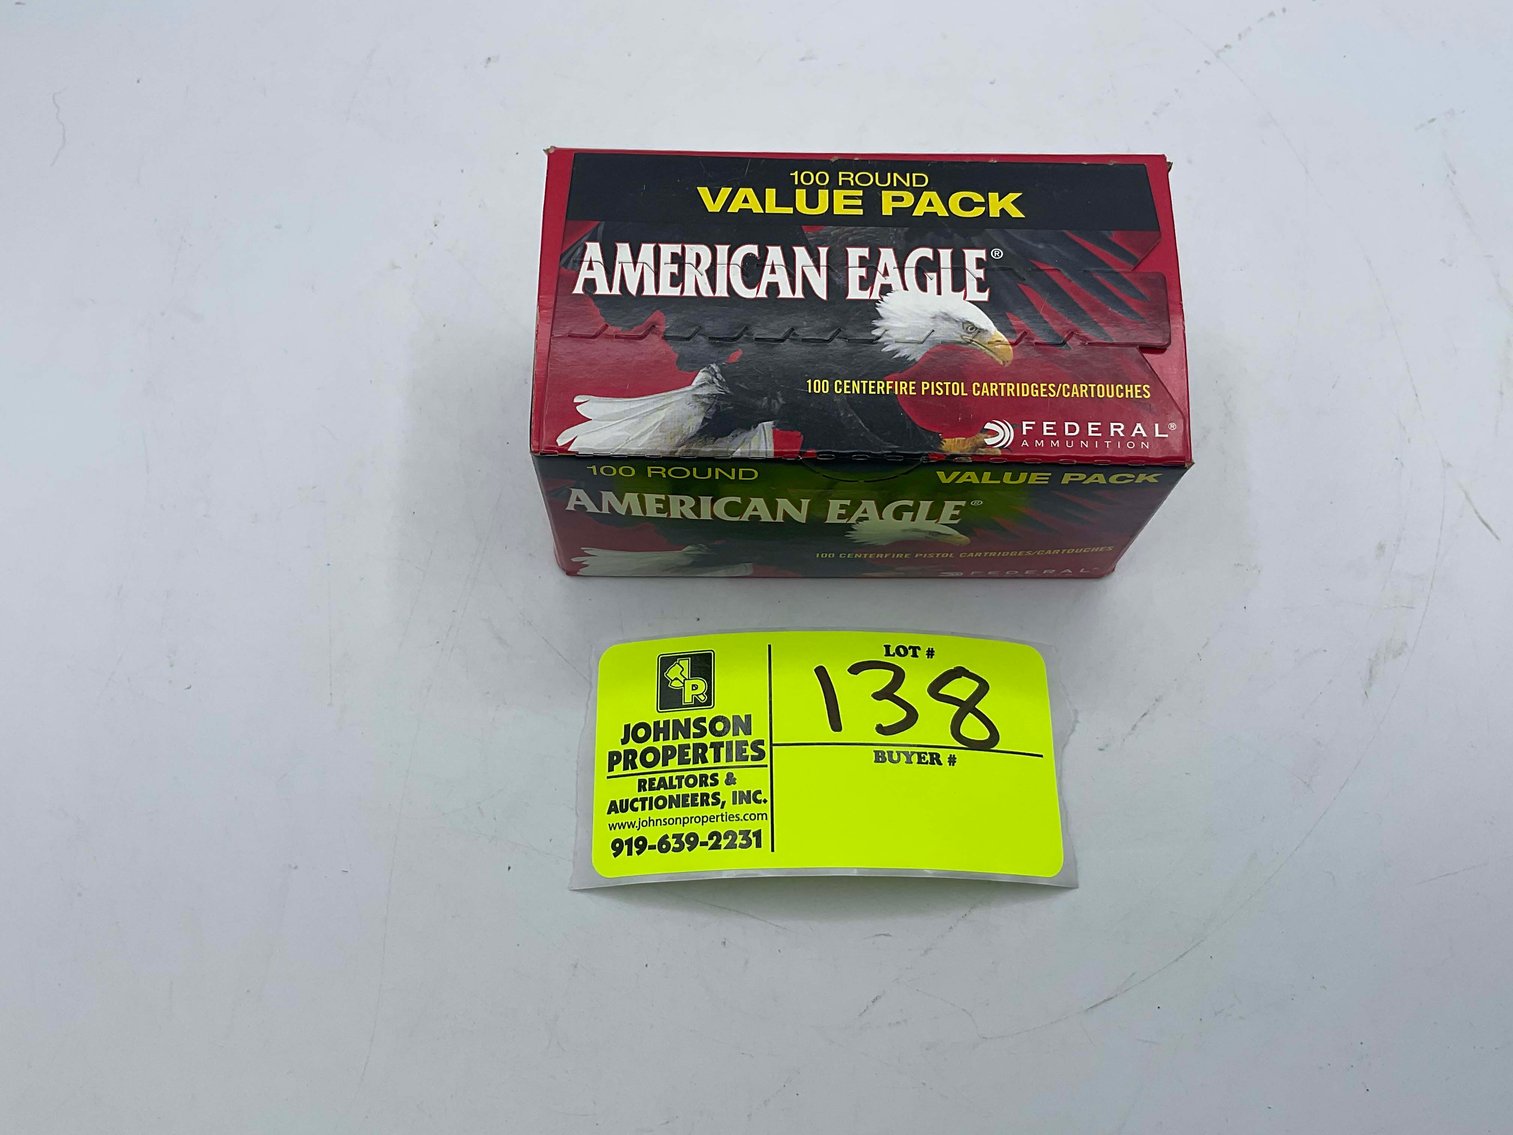 100 ROUND
VALUE PACK
AMERICAN EAGLE®
100 CENTERFIRE PISTOL CARTRIDGES/CARTOUCHES
FEDERAL®
AMMUNITION
100 ROUND VALUE PACK
AMERICAN EAGLE®
100 CENTERFIRE PISTOL CARTRIDGES/CARTOUCHES
FEDERAL
JP
JOHNSON
PROPERTIES
REALTORS &
AUCTIONEERS, INC.
www.johnsonproperties.com
919-639-2231
LOT #
138
BUYER #